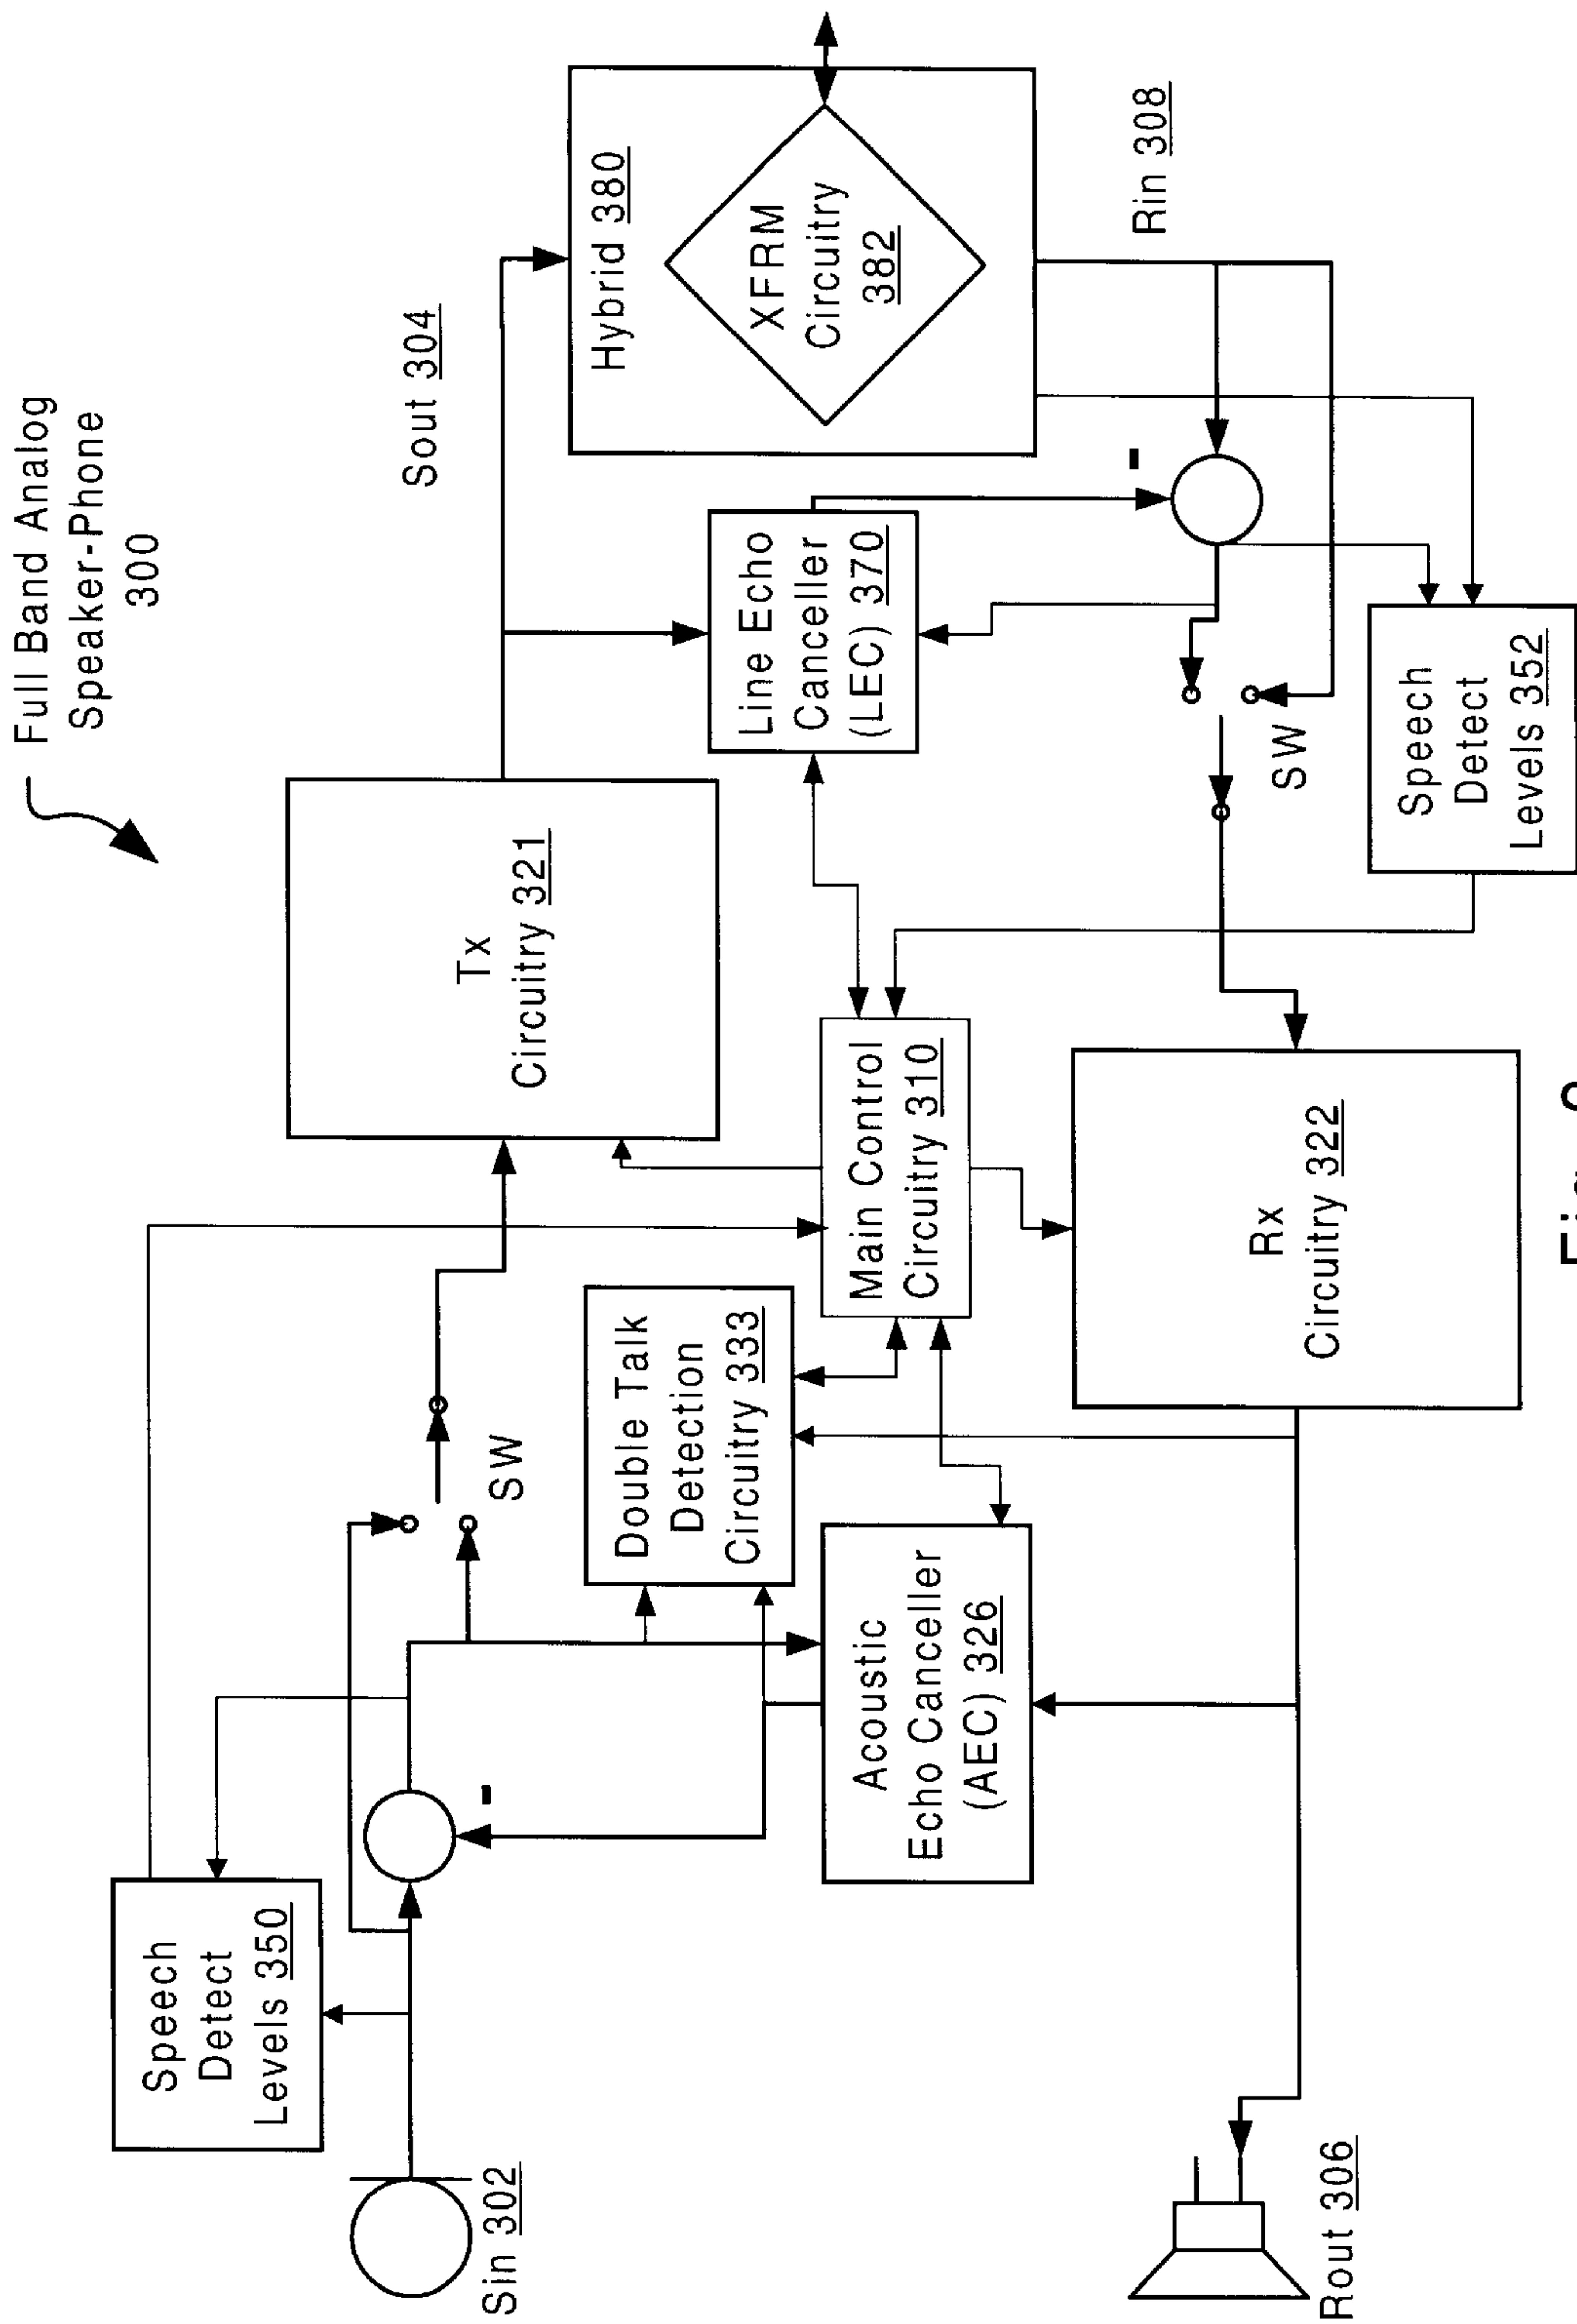 Full Band Analog
Speaker-Phone
300
Speech
Detect
Levels 350
Sin 302
SW
Tx
Circuitry 321
Sout 304
Hybrid 380
XFRM
Circuitry
382
Double Talk
Detection
Circuitry 333
Line Echo
Canceller
(LEC) 370
Main Control
Circuitry 310
Acoustic
Echo Canceller
(AEC) 326
Rin 308
SW
Rx
Circuitry 322
Speech
Detect
Levels 352
Rout 306